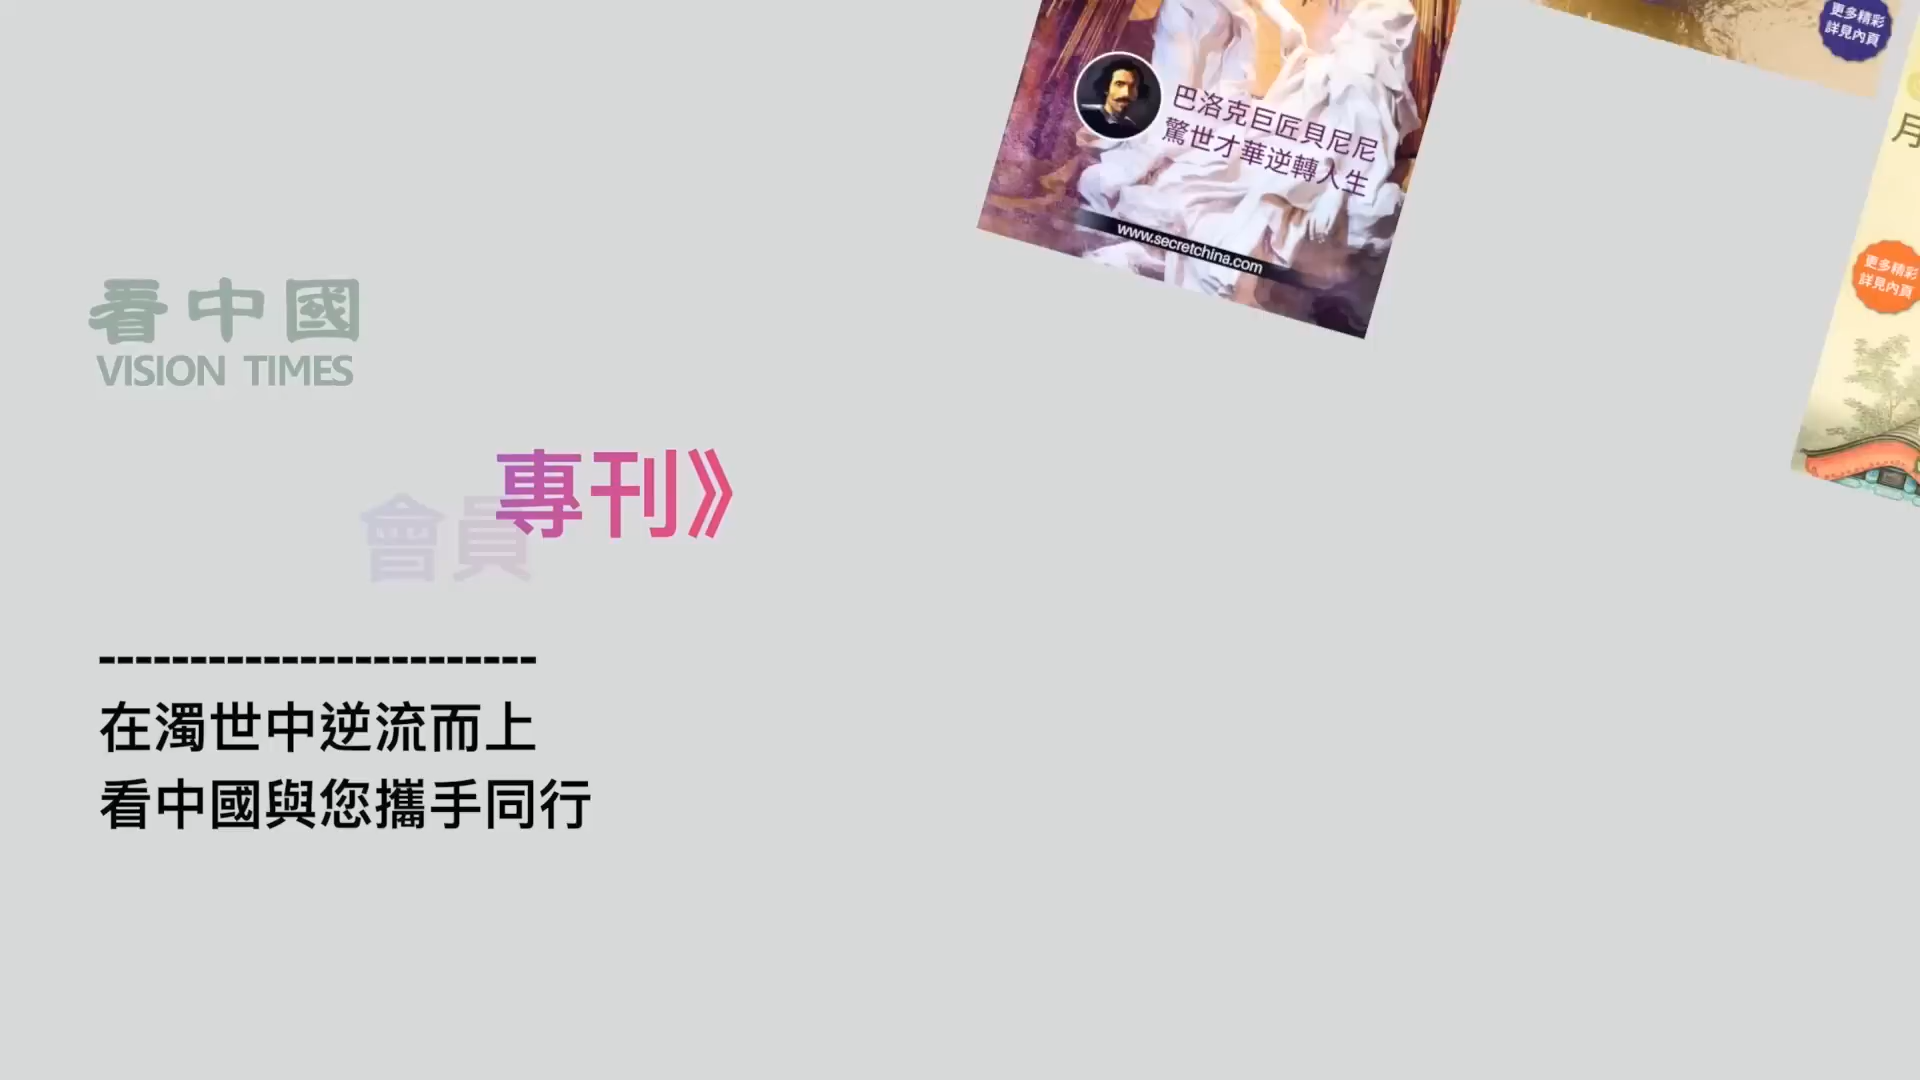 看中國
VISION TIMES
會員專刊》
------------------------
在濁世中逆流而上
看中國與您攜手同行
巴洛克巨匠貝尼尼
驚世才華逆轉人生
www.secretchina.com
更多精彩
詳見內頁
月
更多精彩
詳見內頁